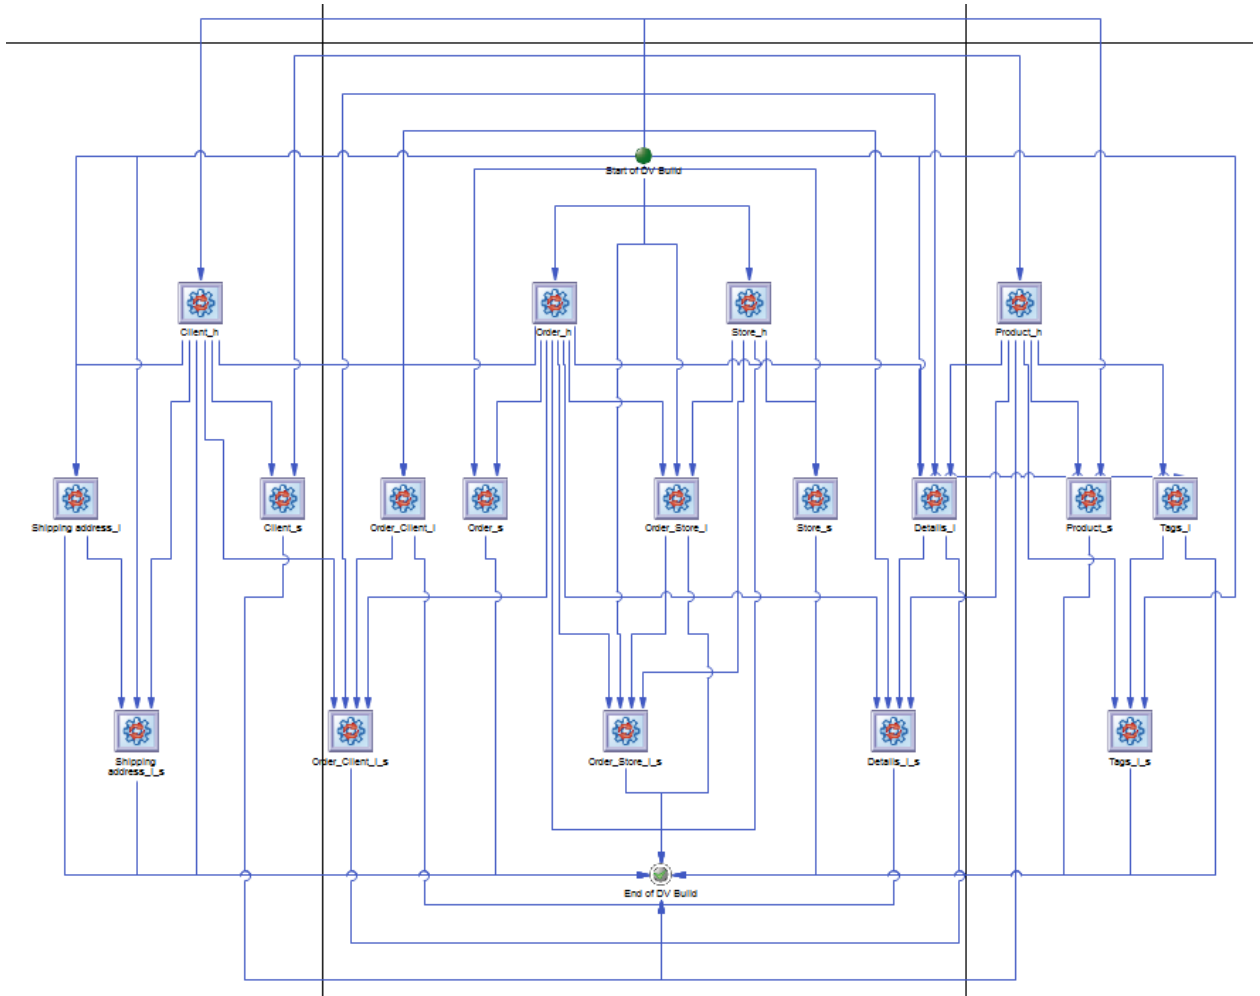 Start of DV Build
Client_h
Order_h
Store_h
Product_h
Shipping address_l
Client_s
Order_Client_l
Order_s
Order_Store_l
Store_s
Details_l
Product_s
Tags_l
Shipping
address_l_s
Order_Client_l_s
Order_Store_l_s
Details_l_s
Tags_l_s
End of DV Build